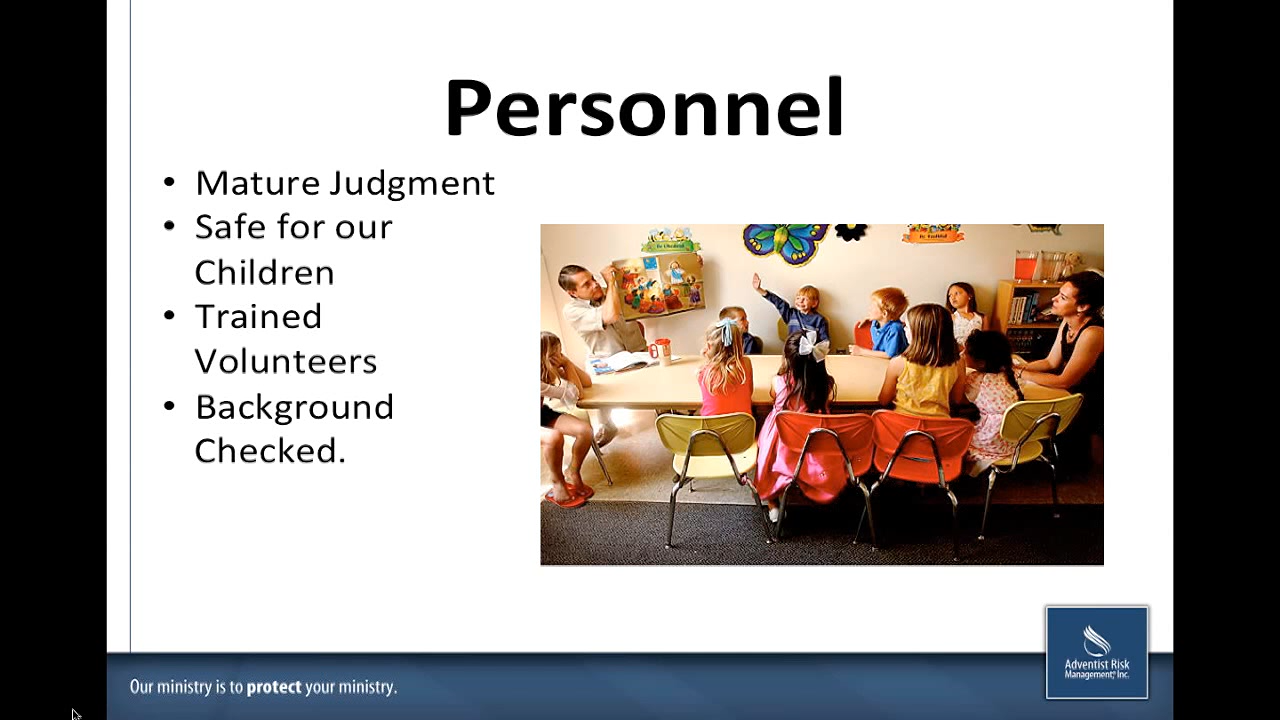 Personnel
• Mature Judgment
• Safe for our
Children
• Trained
Volunteers
• Background
Checked.
Our ministry is to protect your ministry.
Adventist Risk
Management, Inc.